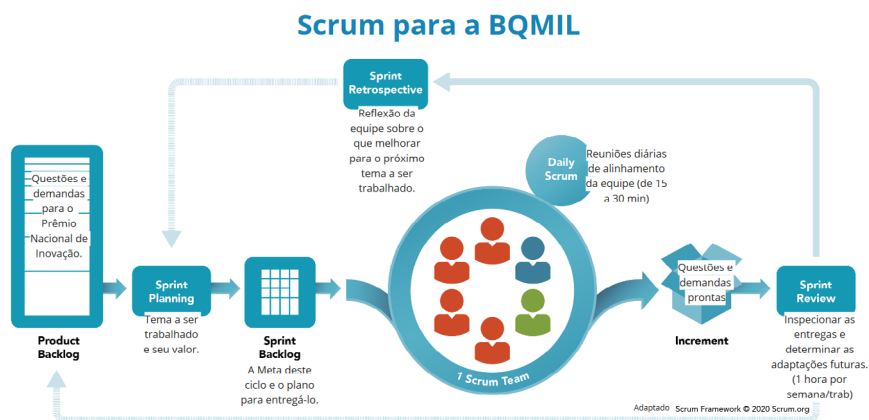 Scrum para a BQMIL
Sprint
Retrospective
Reflexão da
equipe sobre o
que melhorar
para o próximo
tema a ser
trabalhado.
Daily
Scrum
Reuniões diárias
de alinhamento
da equipe (de 15
a 30 min)
Questões e
demandas
para o
Prêmio
Nacional de
Inovação.
Product
Backlog
Sprint
Planning
Tema a ser
trabalhado
e seu valor.
Sprint
Backlog
A Meta deste
ciclo e o plano
para entregá-lo.
1 Scrum Team
Questões e
demandas
prontas
Increment
Sprint
Review
Inspecionar as
entregas e
determinar as
adaptações futuras.
(1 hora por
semana/trab)
Adaptado Scrum Framework © 2020 Scrum.org